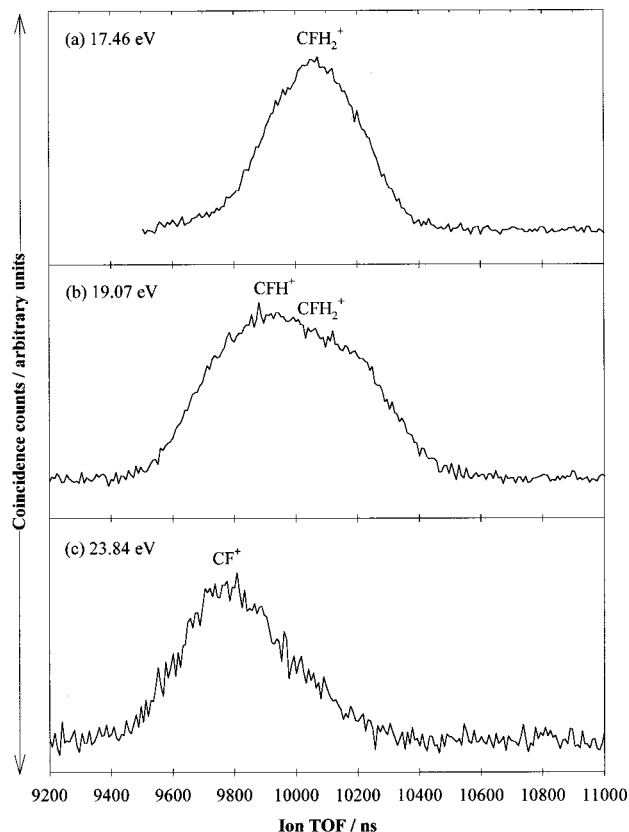 (a) 17.46 eV
CFH₂⁺
(b) 19.07 eV
CFH⁺
CFH₂⁺
(c) 23.84 eV
CF⁺
Coincidence counts / arbitrary units
9200 9400 9600 9800 10000 10200 10400 10600 10800 11000
Ion TOF / ns